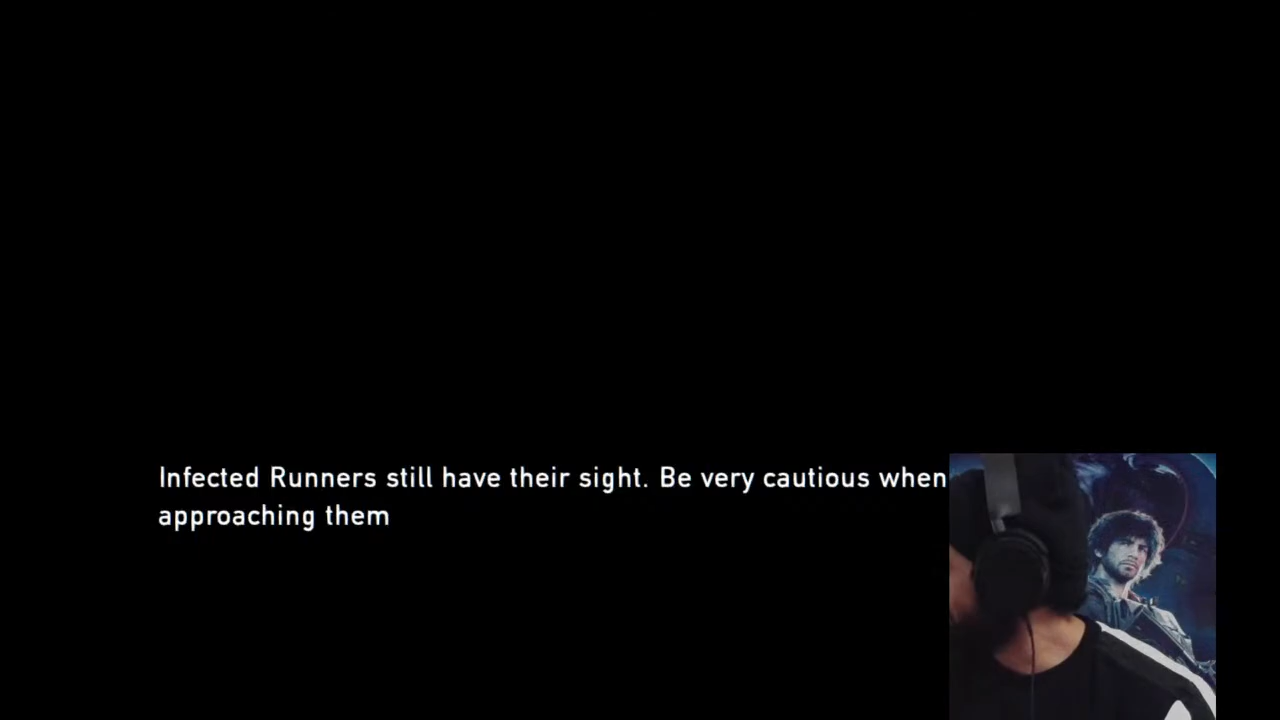 Infected Runners still have their sight. Be very cautious when
approaching them